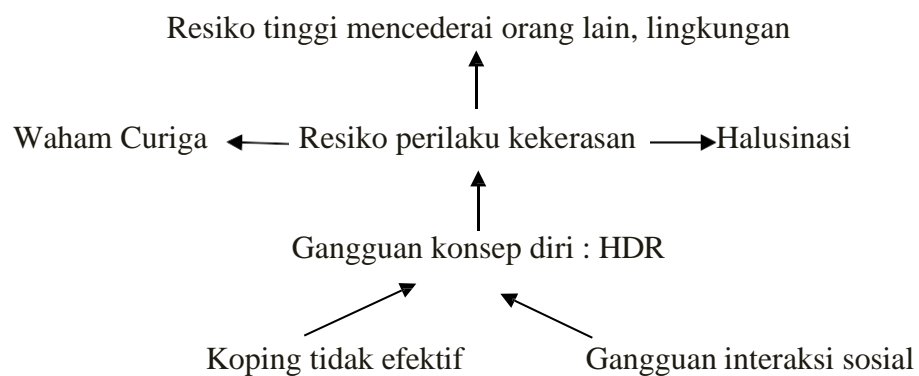 Resiko tinggi mencederai orang lain, lingkungan
Waham Curiga Resiko perilaku kekerasan Halusinasi
Gangguan konsep diri : HDR
Koping tidak efektif Gangguan interaksi sosial